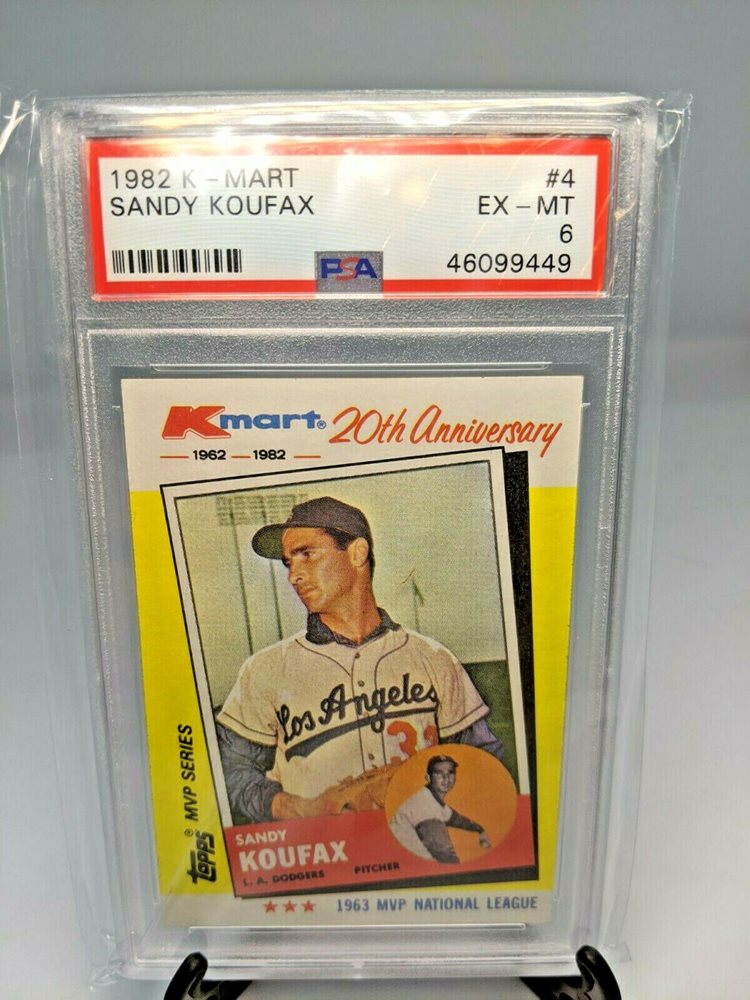 1982 K-MART #4
SANDY KOUFAX EX-MT
6
PSA 46099449
Kmart® 20th Anniversary
1962 1982
Los Angeles
3
SANDY
KOUFAX
L. A. DODGERS PITCHER
topps® MVP SERIES
1963 MVP NATIONAL LEAGUE